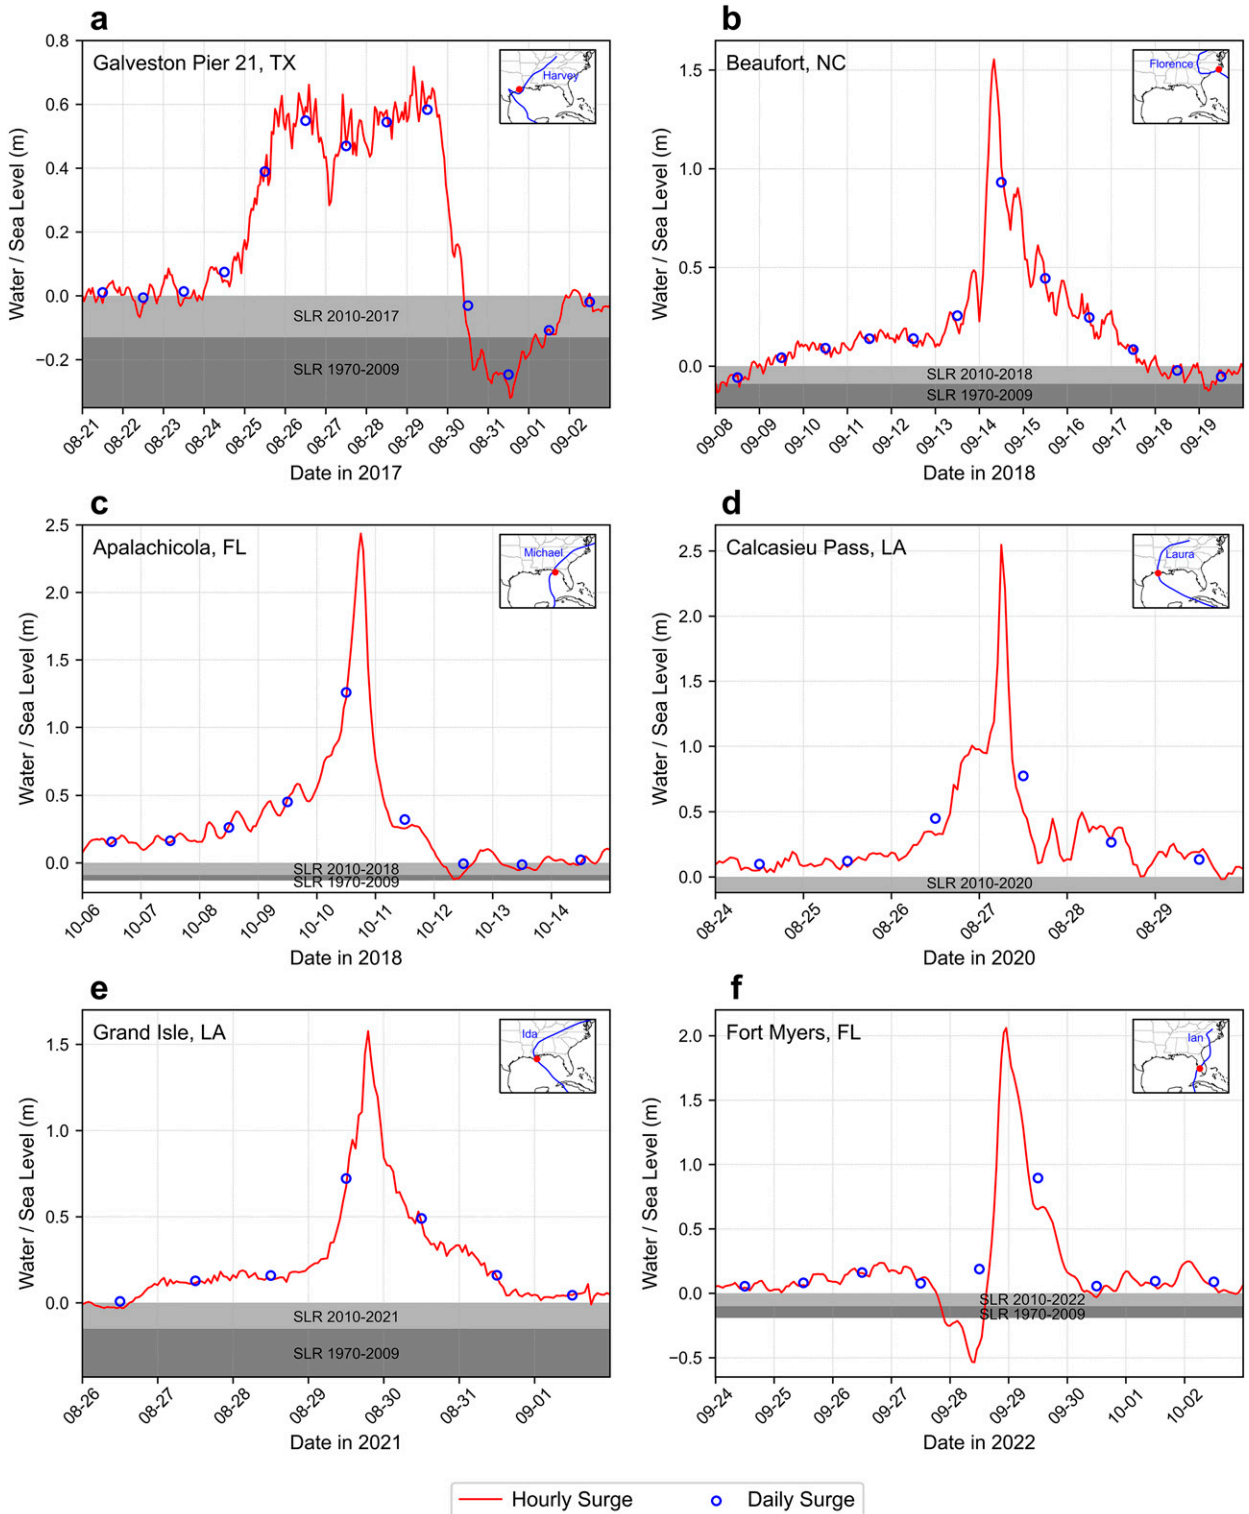 a
Galveston Pier 21, TX
Harvey
Water / Sea Level (m)
0.8
0.6
0.4
0.2
0.0
−0.2
SLR 2010-2017
SLR 1970-2009
08-21
08-22
08-23
08-24
08-25
08-26
08-27
08-28
08-29
08-30
08-31
09-01
09-02
Date in 2017
b
Beaufort, NC
Florence
Water / Sea Level (m)
1.5
1.0
0.5
0.0
SLR 2010-2018
SLR 1970-2009
09-08
09-09
09-10
09-11
09-12
09-13
09-14
09-15
09-16
09-17
09-18
09-19
Date in 2018
c
Apalachicola, FL
Michael
Water / Sea Level (m)
2.5
2.0
1.5
1.0
0.5
0.0
SLR 2010-2018
SLR 1970-2009
10-06
10-07
10-08
10-09
10-10
10-11
10-12
10-13
10-14
Date in 2018
d
Calcasieu Pass, LA
Laura
Water / Sea Level (m)
2.5
2.0
1.5
1.0
0.5
0.0
SLR 2010-2020
08-24
08-25
08-26
08-27
08-28
08-29
Date in 2020
e
Grand Isle, LA
Ida
Water / Sea Level (m)
1.5
1.0
0.5
0.0
SLR 2010-2021
SLR 1970-2009
08-26
08-27
08-28
08-29
08-30
08-31
09-01
Date in 2021
f
Fort Myers, FL
Ian
Water / Sea Level (m)
2.0
1.5
1.0
0.5
0.0
−0.5
SLR 2010-2022
SLR 1970-2009
09-24
09-25
09-26
09-27
09-28
09-29
09-30
10-01
10-02
Date in 2022
Hourly Surge
Daily Surge